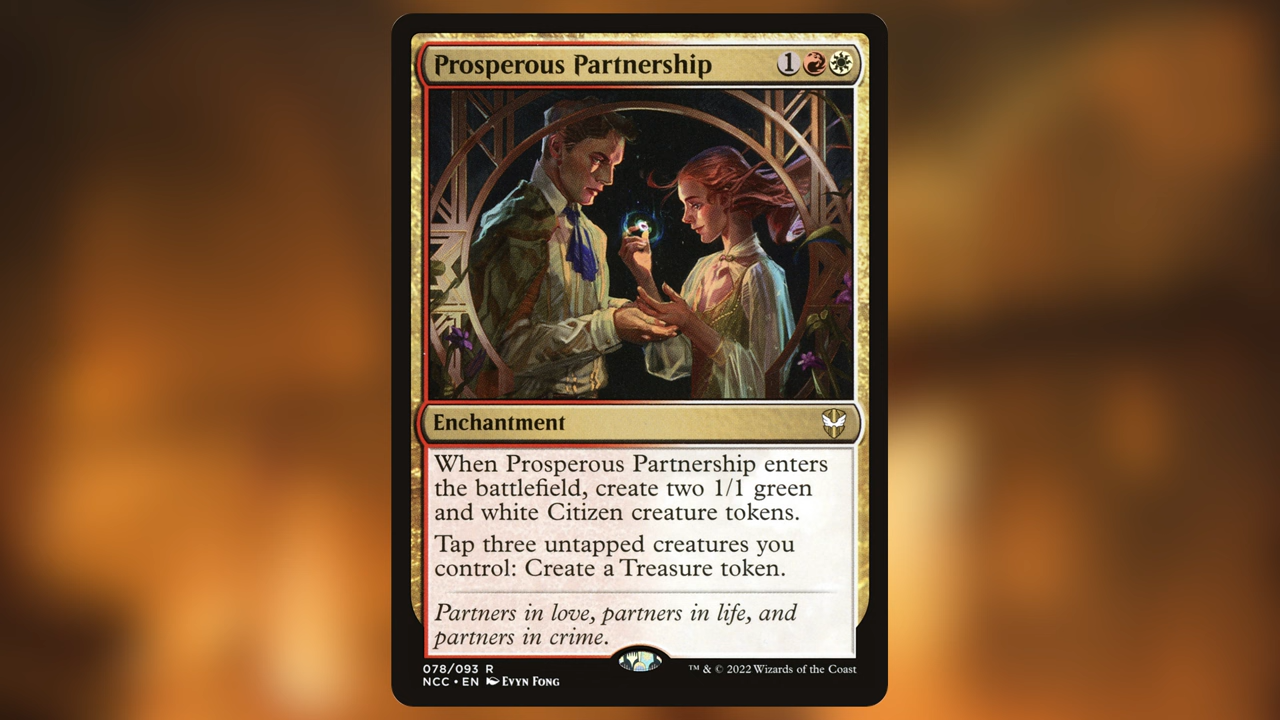 Prosperous Partnership 1
Enchantment
When Prosperous Partnership enters
the battlefield, create two 1/1 green
and white Citizen creature tokens.
Tap three untapped creatures you
control: Create a Treasure token.
Partners in love, partners in life, and
partners in crime.
078/093 R
NCC • EN Evyn Fong
™ & © 2022 Wizards of the Coast